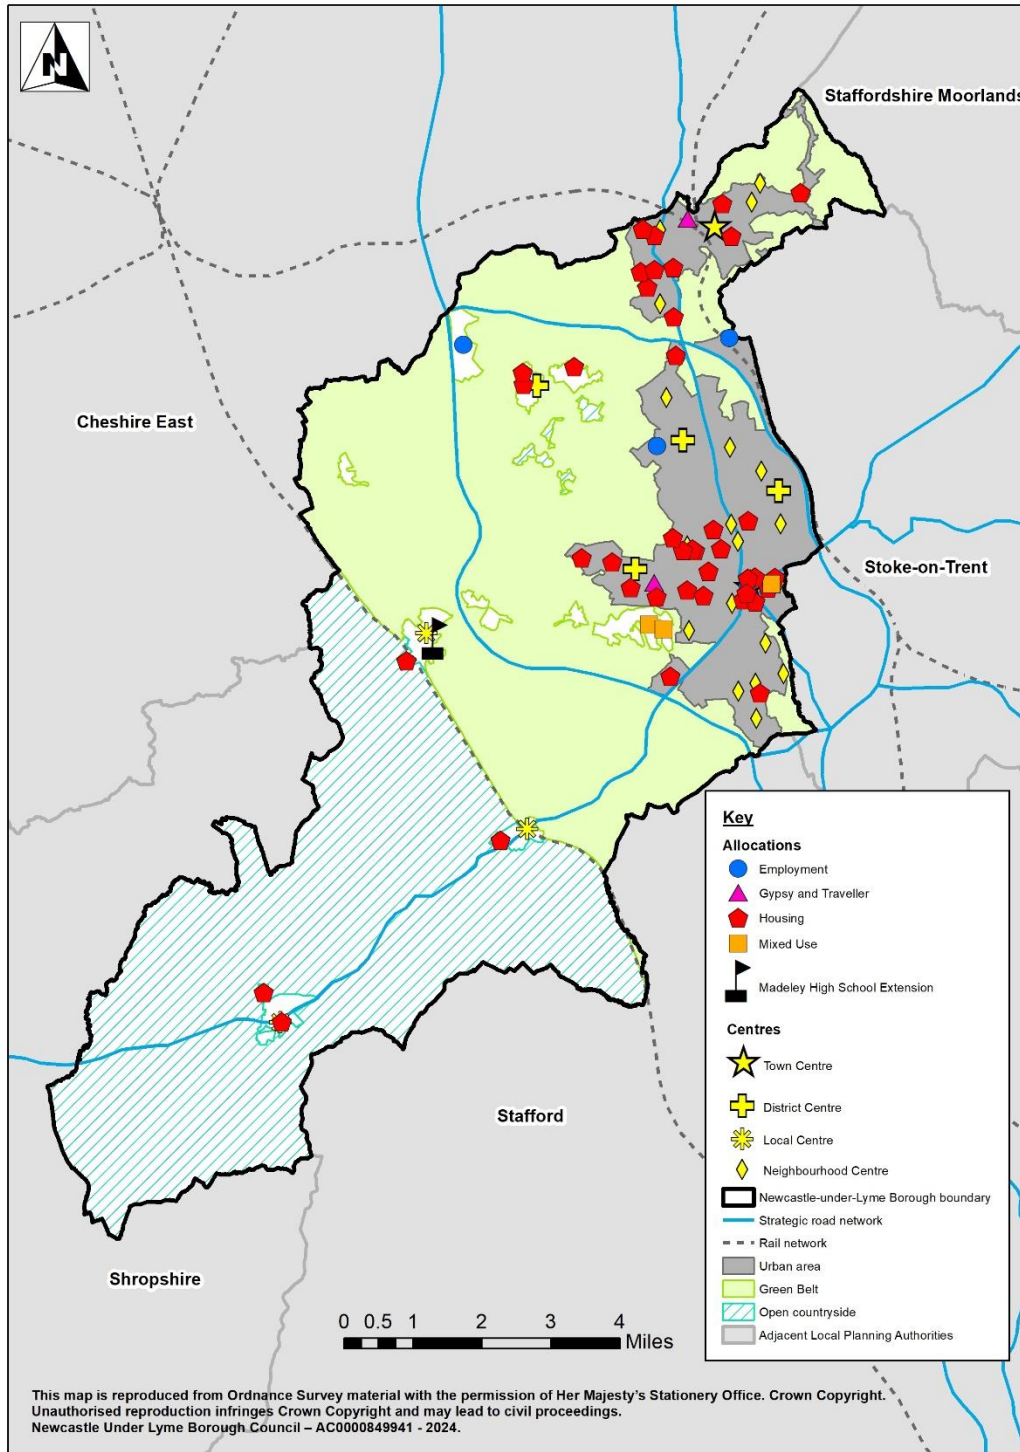 N
Staffordshire Moorlands
Cheshire East
Stoke-on-Trent
Stafford
Shropshire
Key
Allocations
Employment
Gypsy and Traveller
Housing
Mixed Use
Madeley High School Extension
Centres
Town Centre
District Centre
Local Centre
Neighbourhood Centre
Newcastle-under-Lyme Borough boundary
Strategic road network
Rail network
Urban area
Green Belt
Open countryside
Adjacent Local Planning Authorities
0 0.5 1 2 3 4
Miles
This map is reproduced from Ordnance Survey material with the permission of Her Majesty's Stationery Office. Crown Copyright.
Unauthorised reproduction infringes Crown Copyright and may lead to civil proceedings.
Newcastle Under Lyme Borough Council – AC0000849941 - 2024.